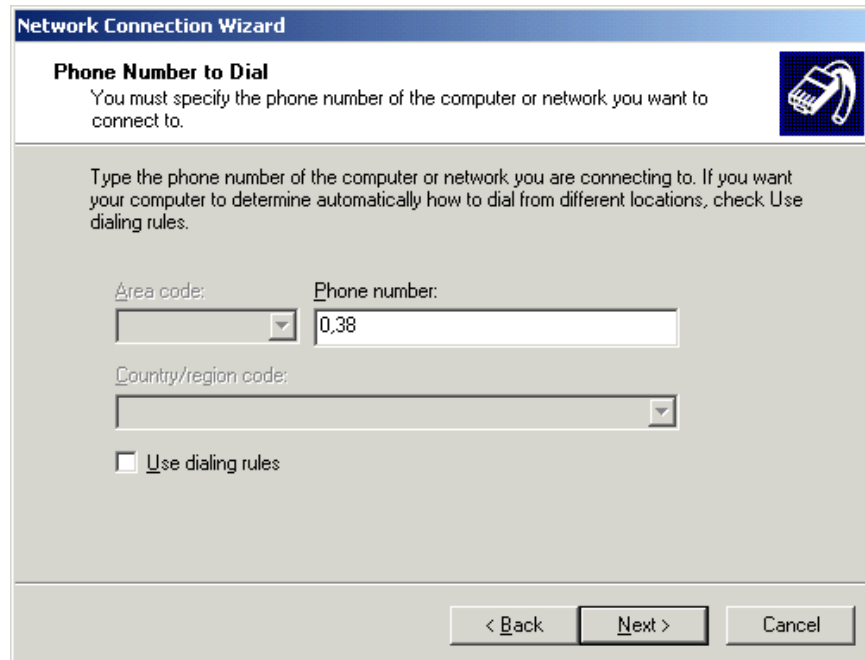 Network Connection Wizard
Phone Number to Dial
You must specify the phone number of the computer or network you want to
connect to.
Type the phone number of the computer or network you are connecting to. If you want
your computer to determine automatically how to dial from different locations, check Use
dialing rules.
Area code: Phone number:
0,38
Country/region code:
Use dialing rules
< Back Next > Cancel